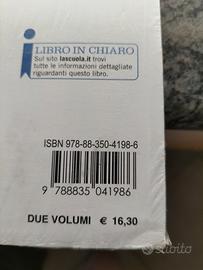 LIBRO IN CHIARO
Sul sito lascuola.it trovi
tutte le informazioni dettagliate
riguardanti questo libro.
ISBN 978-88-350-4198-6
9 788835 041986
DUE VOLUMI € 16,30
subito